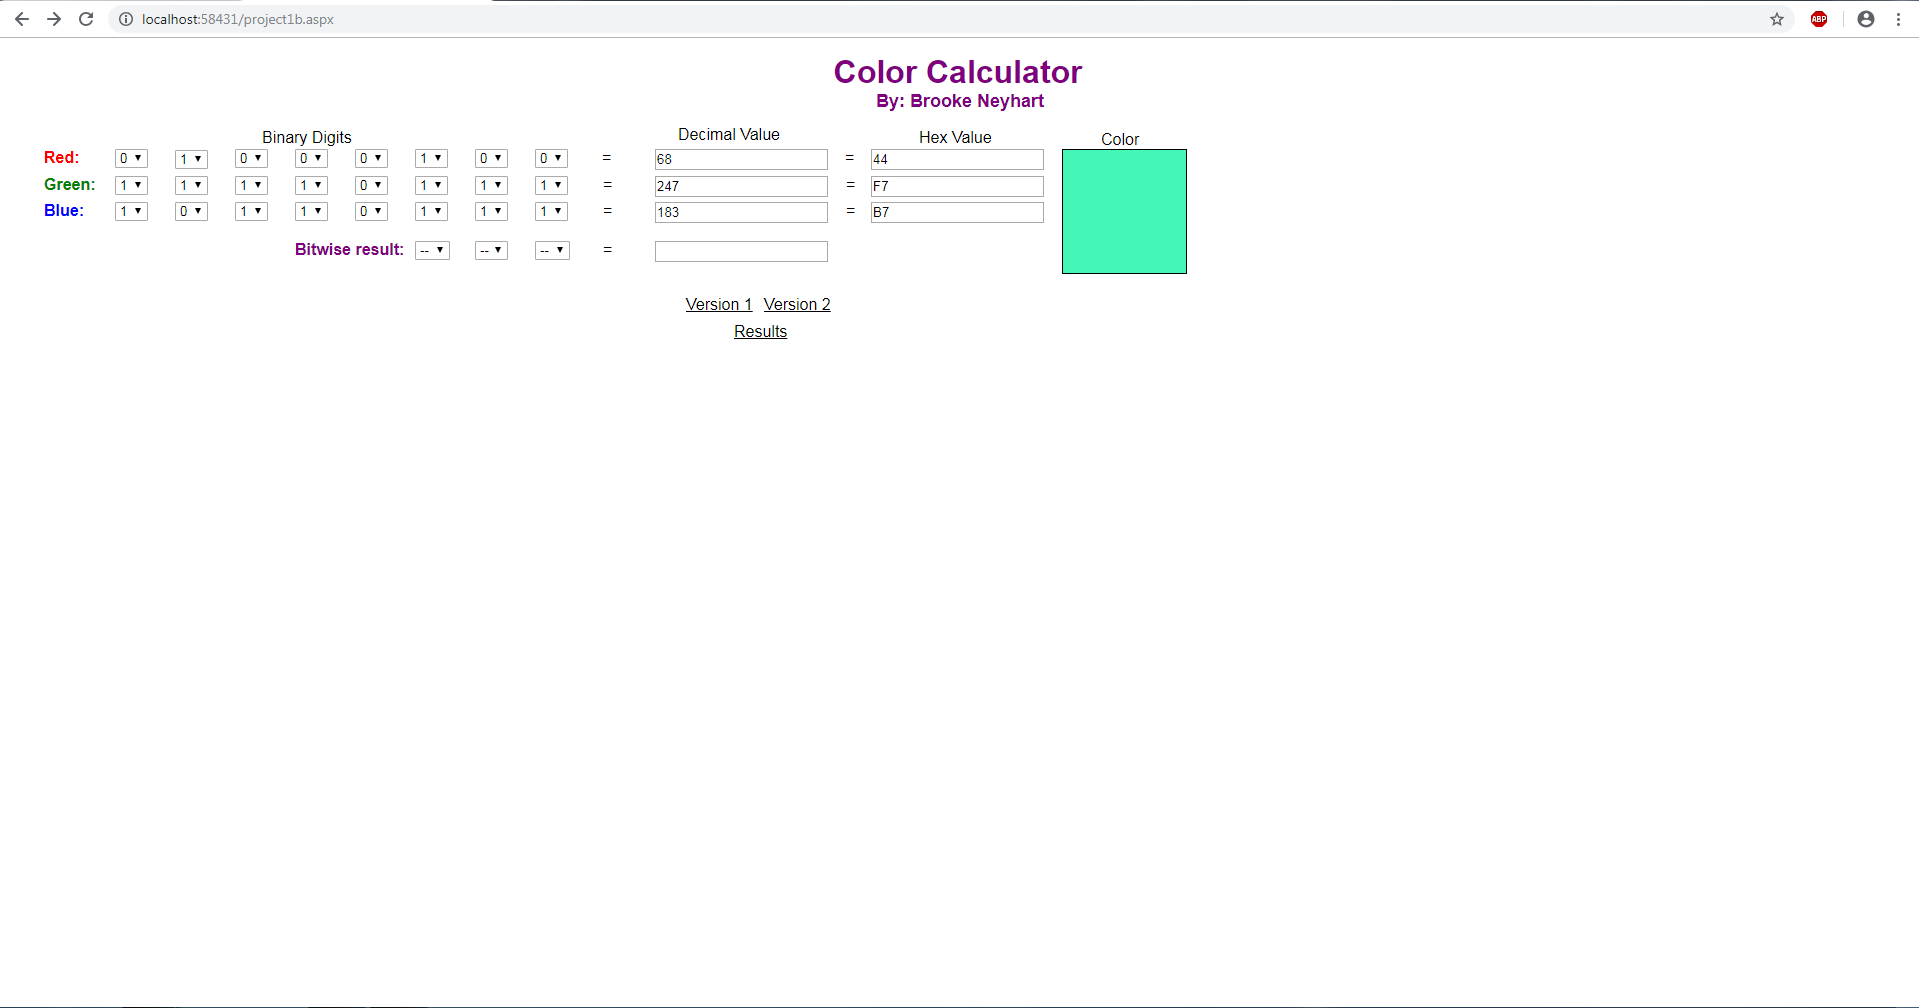 localhost:58431/project1b.aspx
ABP
Color Calculator
By: Brooke Neyhart
Binary Digits Decimal Value Hex Value Color
Red: 0 1 0 0 0 1 0 0 = 68 = 44
Green: 1 1 1 1 0 1 1 1 = 247 = F7
Blue: 1 0 1 1 0 1 1 1 = 183 = B7
Bitwise result: -- -- -- =
Version 1 Version 2
Results